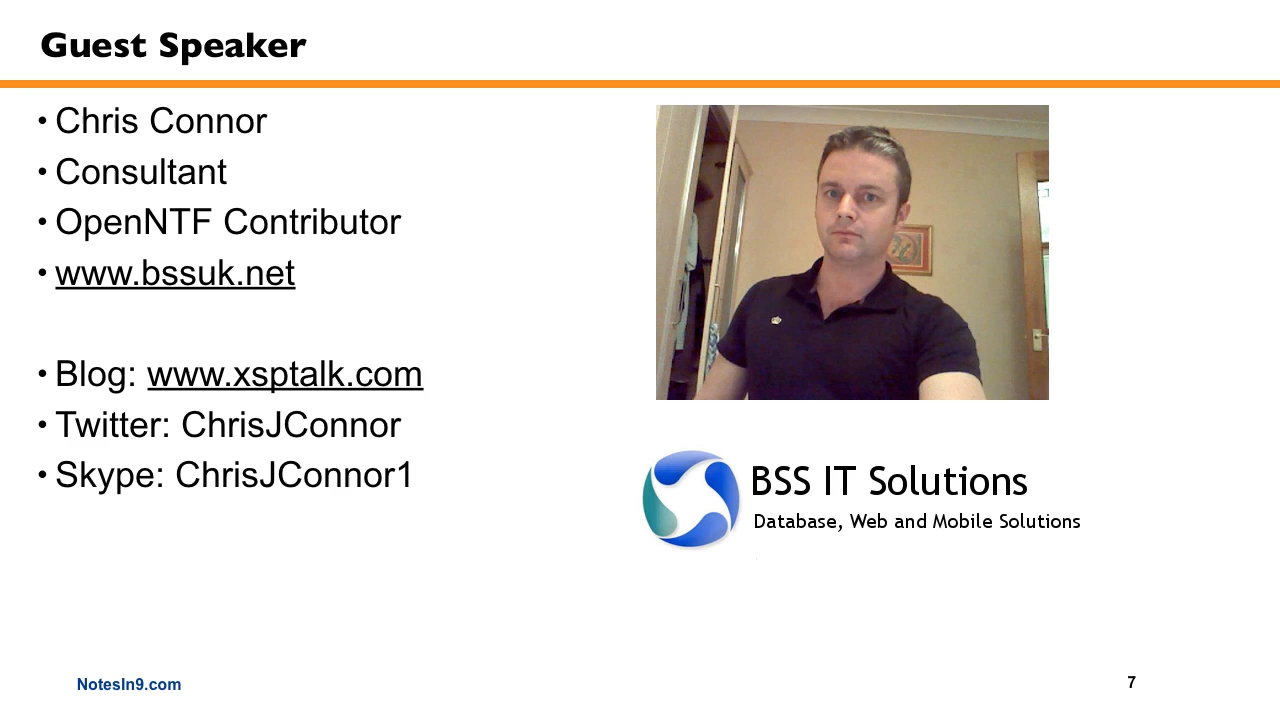 Guest Speaker
• Chris Connor
• Consultant
• OpenNTF Contributor
• www.bssuk.net
• Blog: www.xsptalk.com
• Twitter: ChrisJConnor
• Skype: ChrisJConnor1
BSS IT Solutions
Database, Web and Mobile Solutions
NotesIn9.com
7